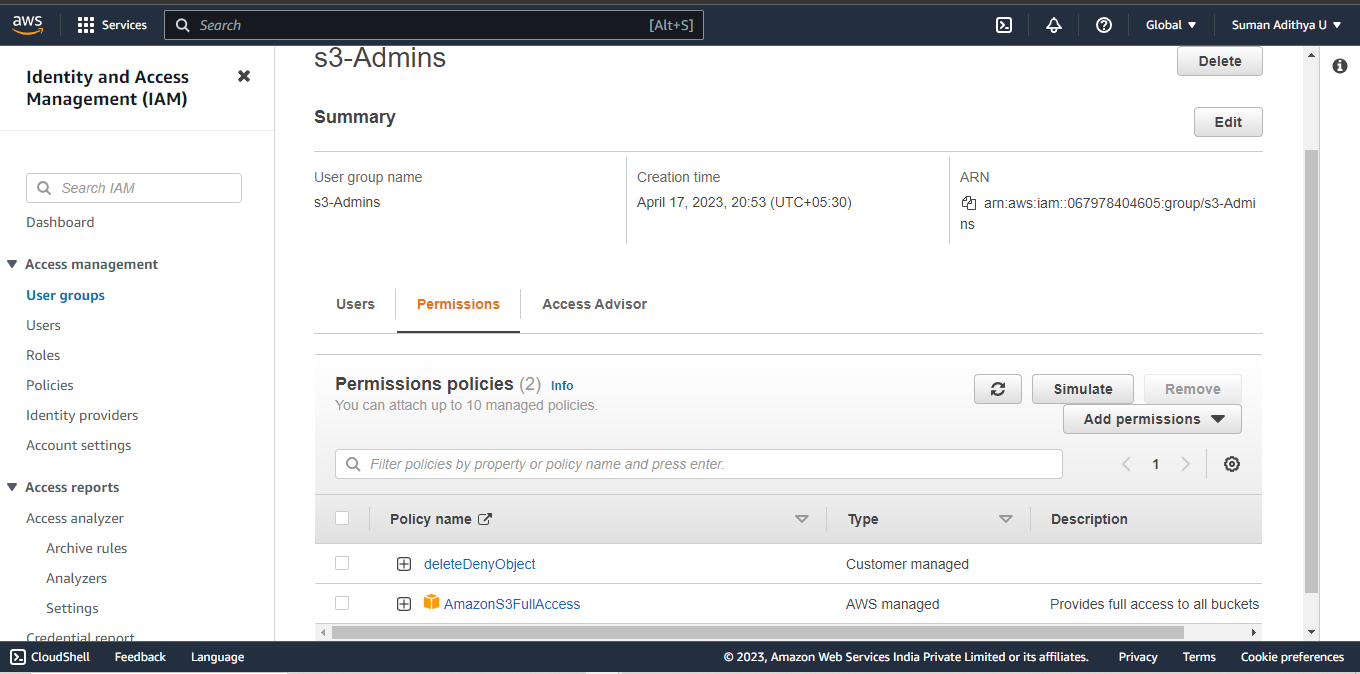 aws
Services
Search
[Alt+S]
Global
Suman Adithya U
Identity and Access
Management (IAM)
Search IAM
Dashboard
Access management
User groups
Users
Roles
Policies
Identity providers
Account settings
Access reports
Access analyzer
Archive rules
Analyzers
Settings
Credential report
s3-Admins
Delete
Summary
Edit
User group name
s3-Admins
Creation time
April 17, 2023, 20:53 (UTC+05:30)
ARN
arn:aws:iam::067978404605:group/s3-Admi
ns
Users
Permissions
Access Advisor
Permissions policies (2) Info
You can attach up to 10 managed policies.
Simulate
Remove
Add permissions
Filter policies by property or policy name and press enter.
1
Policy name
Type
Description
deleteDenyObject
Customer managed
AmazonS3FullAccess
AWS managed
Provides full access to all buckets
CloudShell
Feedback
Language
© 2023, Amazon Web Services India Private Limited or its affiliates.
Privacy
Terms
Cookie preferences